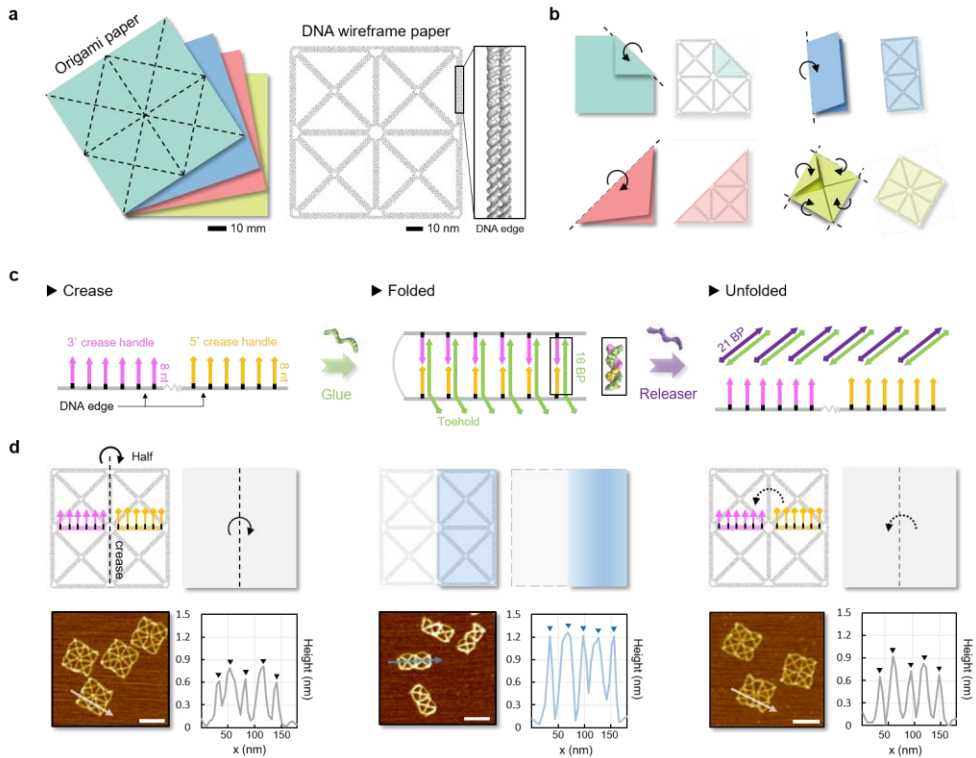 a
Origami paper
10 mm
DNA wireframe paper
10 nm
DNA edge
b
c
▶ Crease
3` crease handle
5` crease handle
8 nt
8 nt
DNA edge
Glue
▶ Folded
16 BP
Toehold
Releaser
▶ Unfolded
21 BP
d
Half
crease
1.5
1.2
0.9
0.6
0.3
0
50 100 150
x (nm)
Height (nm)
1.5
1.2
0.9
0.6
0.3
0
50 100 150
x (nm)
Height (nm)
1.5
1.2
0.9
0.6
0.3
0
50 100 150
x (nm)
Height (nm)